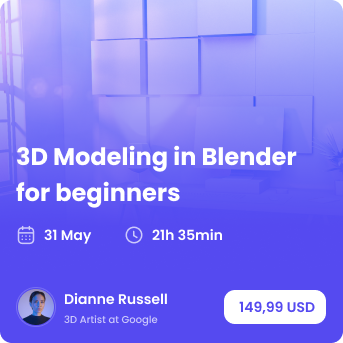 3D Modeling in Blender
for beginners
31 May
21h 35min
Dianne Russell
3D Artist at Google
149,99 USD